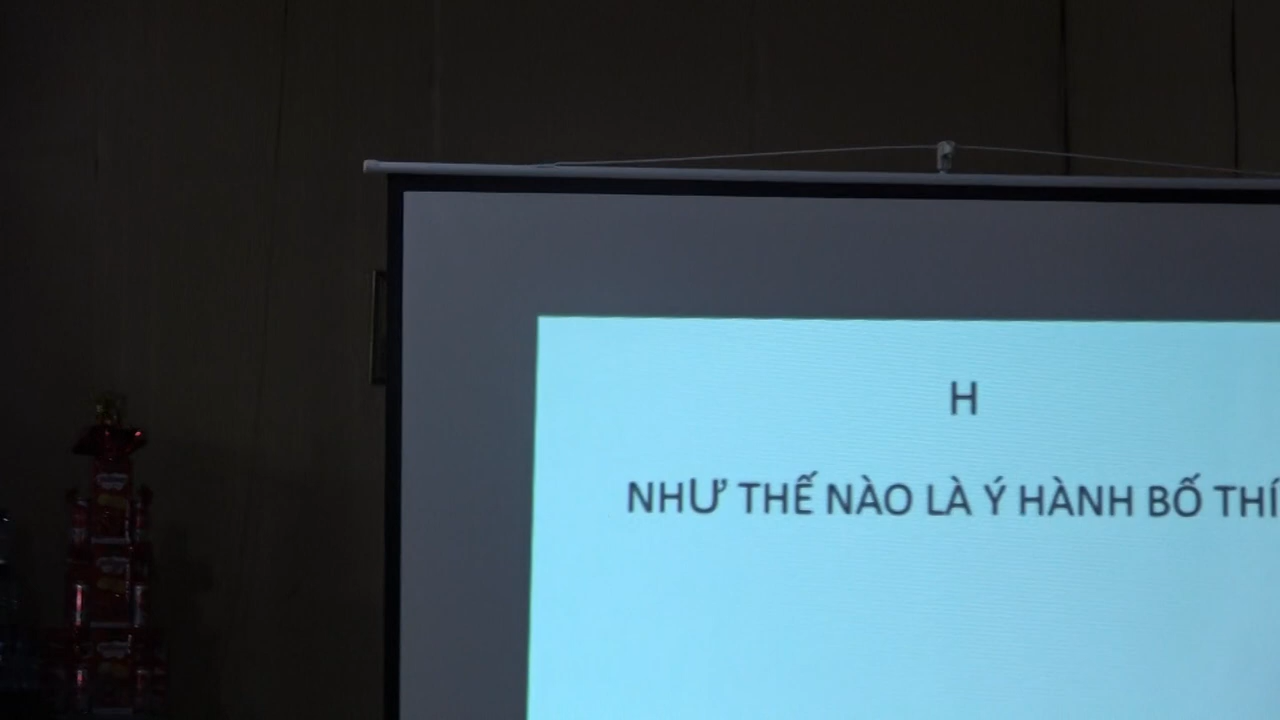 H
NHƯ THẾ NÀO LÀ Ý HÀNH BỐ THÍ